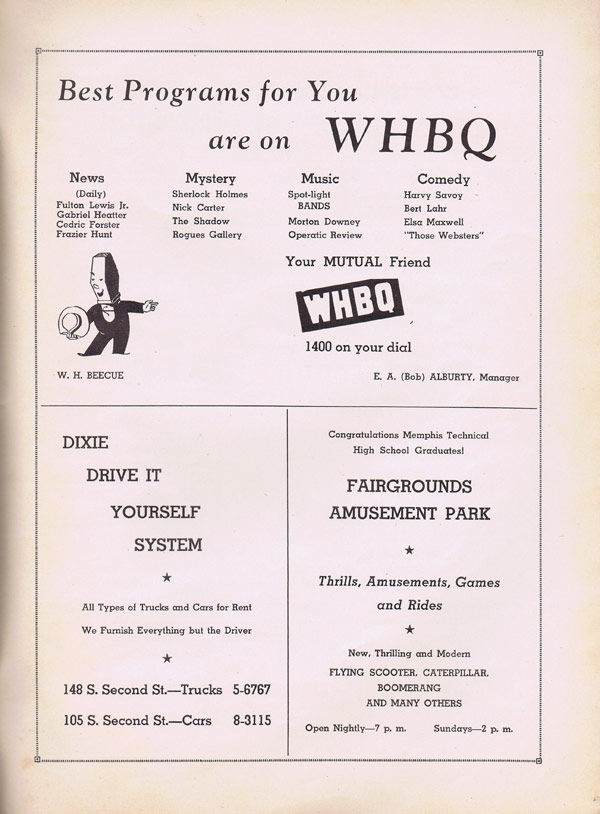 Best Programs for You
are on WHBQ
News
(Daily)
Fulton Lewis Jr.
Gabriel Heatter
Cedric Forster
Frazier Hunt
Mystery
Sherlock Holmes
Nick Carter
The Shadow
Rogues Gallery
Music
Spot-light
BANDS
Morton Downey
Operatic Review
Comedy
Harvy Savoy
Bert Lahr
Elsa Maxwell
"Those Websters"
Your MUTUAL Friend
WHBQ
1400 on your dial
W. H. BEECUE
E. A. (Bob) ALBURTY, Manager
DIXIE
DRIVE IT
YOURSELF
SYSTEM
All Types of Trucks and Cars for Rent
We Furnish Everything but the Driver
148 S. Second St.—Trucks 5-6767
105 S. Second St.—Cars 8-3115
Congratulations Memphis Technical
High School Graduates!
FAIRGROUNDS
AMUSEMENT PARK
Thrills, Amusements, Games
and Rides
New, Thrilling and Modern
FLYING SCOOTER, CATERPILLAR,
BOOMERANG
AND MANY OTHERS
Open Nightly—7 p. m. Sundays—2 p. m.